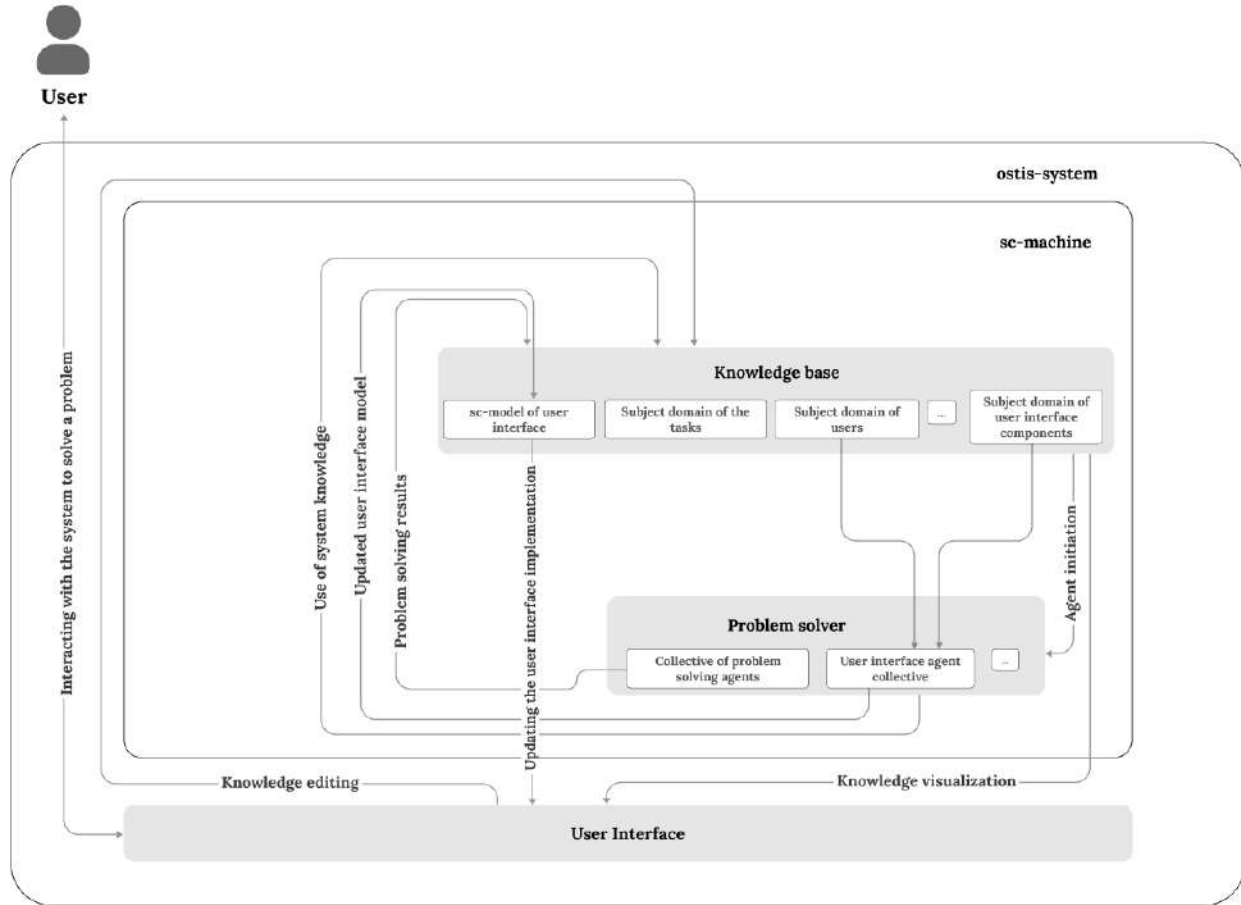 User
ostis-system
sc-machine
Knowledge base
sc-model of user
interface
Subject domain of the
tasks
Subject domain of
users
...
Subject domain of
user interface
components
Interacting with the system to solve a problem
Use of system knowledge
Updated user interface model
Problem solving results
Updating the user interface implementation
Agent initiation
Problem solver
Collective of problem
solving agents
User interface agent
collective
...
Knowledge editing
Knowledge visualization
User Interface